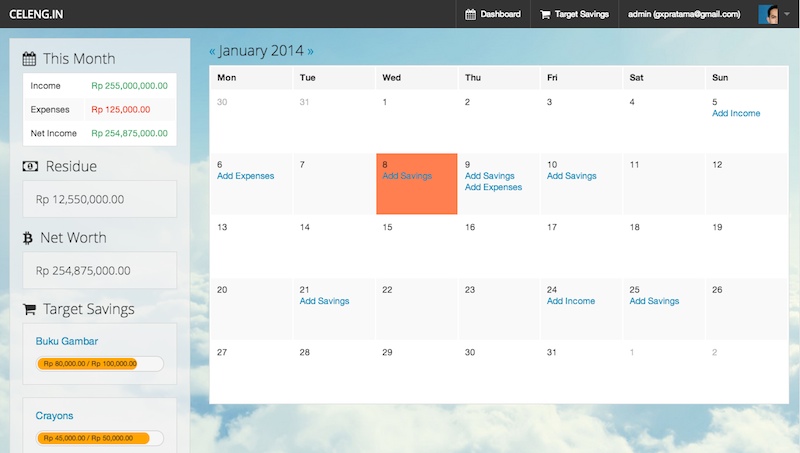 CELENG.IN
Dashboard
Target Savings
admin (gxpratama@gmail.com)
This Month
Income Rp 255,000,000.00
Expenses Rp 125,000.00
Net Income Rp 254,875,000.00
Residue
Rp 12,550,000.00
Net Worth
Rp 254,875,000.00
Target Savings
Buku Gambar
Rp 80,000.00 / Rp 100,000.00
Crayons
Rp 45,000.00 / Rp 50,000.00
« January 2014 »
Mon Tue Wed Thu Fri Sat Sun
30 31 1 2 3 4 5
Add Income
6 7 8 9 10 11 12
Add Expenses Add Savings Add Savings Add Savings
Add Expenses
13 14 15 16 17 18 19
20 21 22 23 24 25 26
Add Savings Add Income Add Savings
27 28 29 30 31 1 2